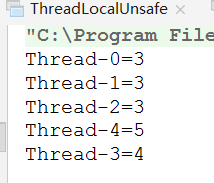 ThreadLocalUnsafe ×
"C:\Program File
Thread-0=3
Thread-1=3
Thread-2=3
Thread-4=5
Thread-3=4